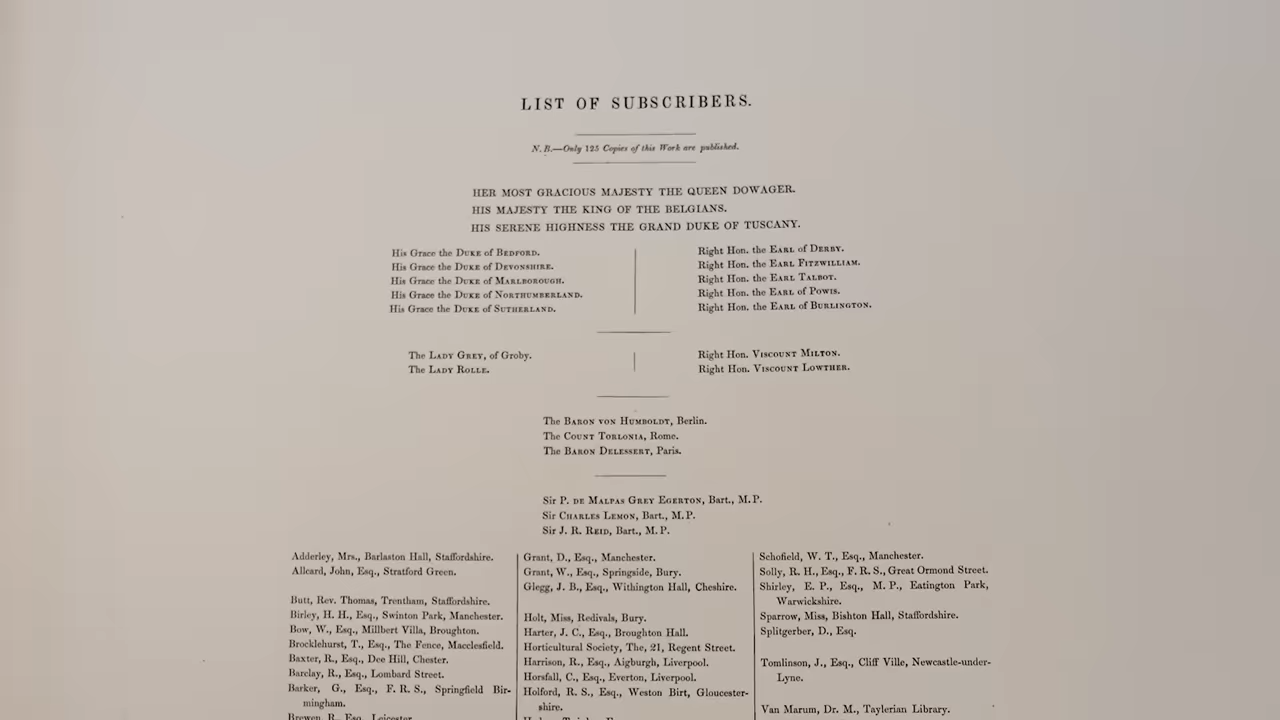 LIST OF SUBSCRIBERS.
N. B.—Only 125 Copies of this Work are published.
HER MOST GRACIOUS MAJESTY THE QUEEN DOWAGER.
HIS MAJESTY THE KING OF THE BELGIANS.
HIS SERENE HIGHNESS THE GRAND DUKE OF TUSCANY.
His Grace the DUKE of BEDFORD.
His Grace the DUKE of DEVONSHIRE.
His Grace the DUKE of MARLBOROUGH.
His Grace the DUKE of NORTHUMBERLAND.
His Grace the DUKE of SUTHERLAND.
Right Hon. the EARL of DERBY.
Right Hon. the EARL FITZWILLIAM.
Right Hon. the EARL TALBOT.
Right Hon. the EARL of POWIS.
Right Hon. the EARL of BURLINGTON.
The LADY GREY, of Groby.
The LADY ROLLE.
Right Hon. VISCOUNT MILTON.
Right Hon. VISCOUNT LOWTHER.
The BARON VON HUMBOLDT, Berlin.
The COUNT TORLONIA, Rome.
The BARON DELESSERT, Paris.
Sir P. DE MALPAS GREY EGERTON, Bart., M.P.
Sir CHARLES LEMON, Bart., M.P.
Sir J. R. REID, Bart., M.P.
Adderley, Mrs., Barlaston Hall, Staffordshire.
Allcard, John, Esq., Stratford Green.
Butt, Rev. Thomas, Trentham, Staffordshire.
Birley, H. H., Esq., Swinton Park, Manchester.
Bow, W., Esq., Millbert Villa, Broughton.
Brocklehurst, T., Esq., The Fence, Macclesfield.
Baxter, R., Esq., Dee Hill, Chester.
Barclay, R., Esq., Lombard Street.
Barker, G., Esq., F. R. S., Springfield Bir-
mingham.
Brewen, R., Esq., Leicester.
Grant, D., Esq., Manchester.
Grant, W., Esq., Springside, Bury.
Glegg, J. B., Esq., Withington Hall, Cheshire.
Holt, Miss, Redivals, Bury.
Harter, J. C., Esq., Broughton Hall.
Horticultural Society, The, 21, Regent Street.
Harrison, R., Esq., Aigburgh, Liverpool.
Horsfall, C., Esq., Everton, Liverpool.
Holford, R. S., Esq., Weston Birt, Gloucester-
shire.
Schofield, W. T., Esq., Manchester.
Solly, R. H., Esq., F. R. S., Great Ormond Street.
Shirley, E. P., Esq., M. P., Eatington Park,
Warwickshire.
Sparrow, Miss, Bishton Hall, Staffordshire.
Splitgerber, D., Esq.
Tomlinson, J., Esq., Cliff Ville, Newcastle-under-
Lyne.
Van Marum, Dr. M., Taylerian Library.